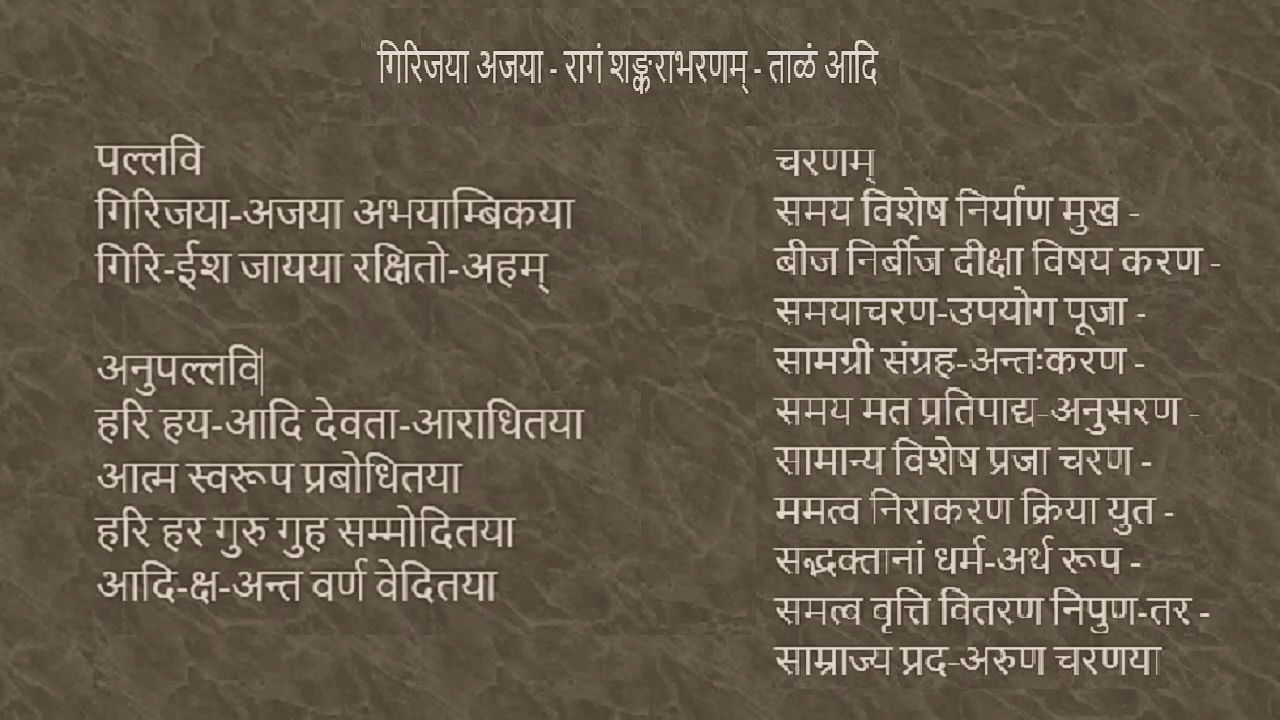 गिरिजया अजया - रागं शङ्कराभरणम् - ताळं आदि
पल्लवि
गिरिजया-अजया अभयाम्बिकया
गिरि-ईश जायया रक्षितो-अहम्
अनुपल्लवि
हरि हय-आदि देवता-आराधितया
आत्म स्वरूप प्रबोधितया
हरि हर गुरु गुह सम्मोदितया
आदि-क्ष-अन्त वर्ण वेदितया
चरणम्
समय विशेष निर्याण मुख -
बीज निर्बीज दीक्षा विषय करण -
समयाचरण-उपयोग पूजा -
सामग्री संग्रह-अन्तःकरण -
समय मत प्रतिपाद्य-अनुसरण -
सामान्य विशेष प्रजा चरण -
ममत्व निराकरण क्रिया युत -
सद्भक्तानां धर्म-अर्थ रूप -
समत्व वृत्ति वितरण निपुण-तर -
साम्राज्य प्रद-अरुण चरणया